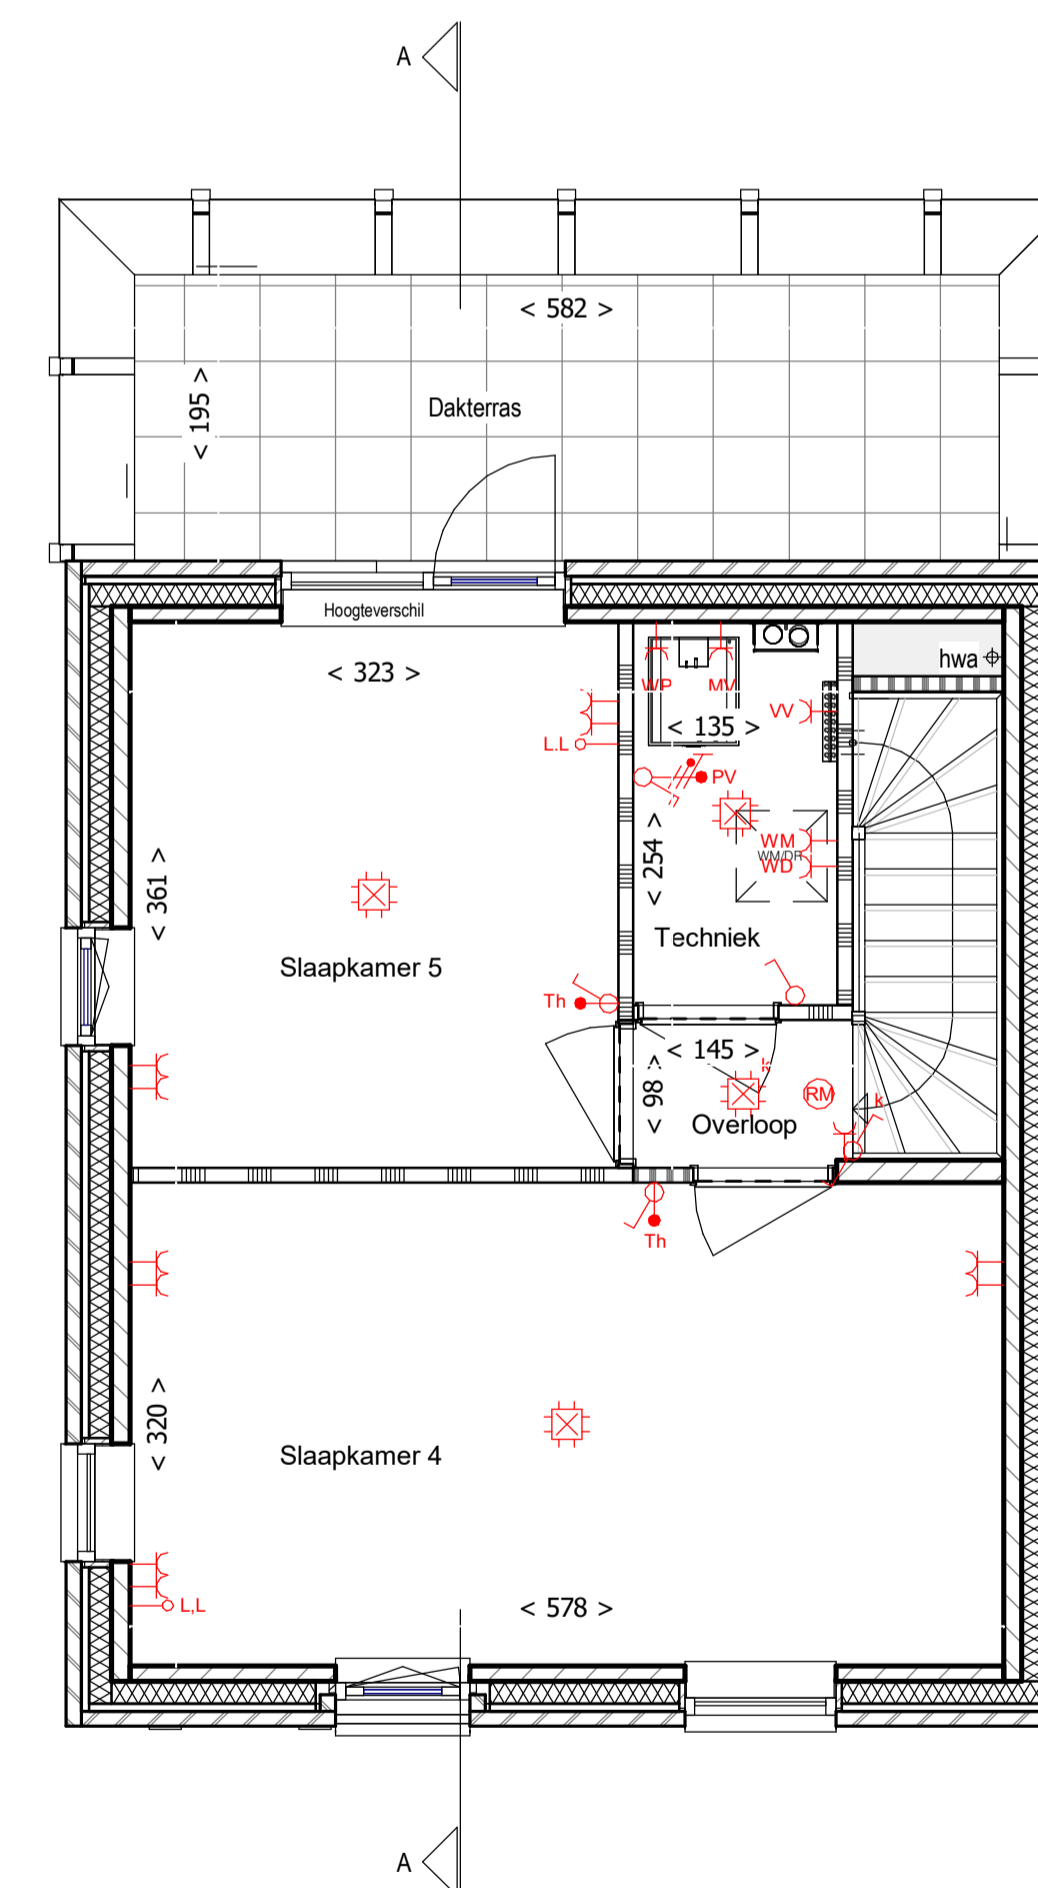 A
< 582 >
< 195 >
Dakterras
Hoogteverschil
< 323 >
hwa
WP
MV
VV
< 135 >
L.L
PV
WM
WM/DR
WD
< 254 >
< 361 >
Techniek
Slaapkamer 5
Th
< 145 >
k
< 98 >
RM
k
Overloop
Th
< 320 >
Slaapkamer 4
L,L
< 578 >
A